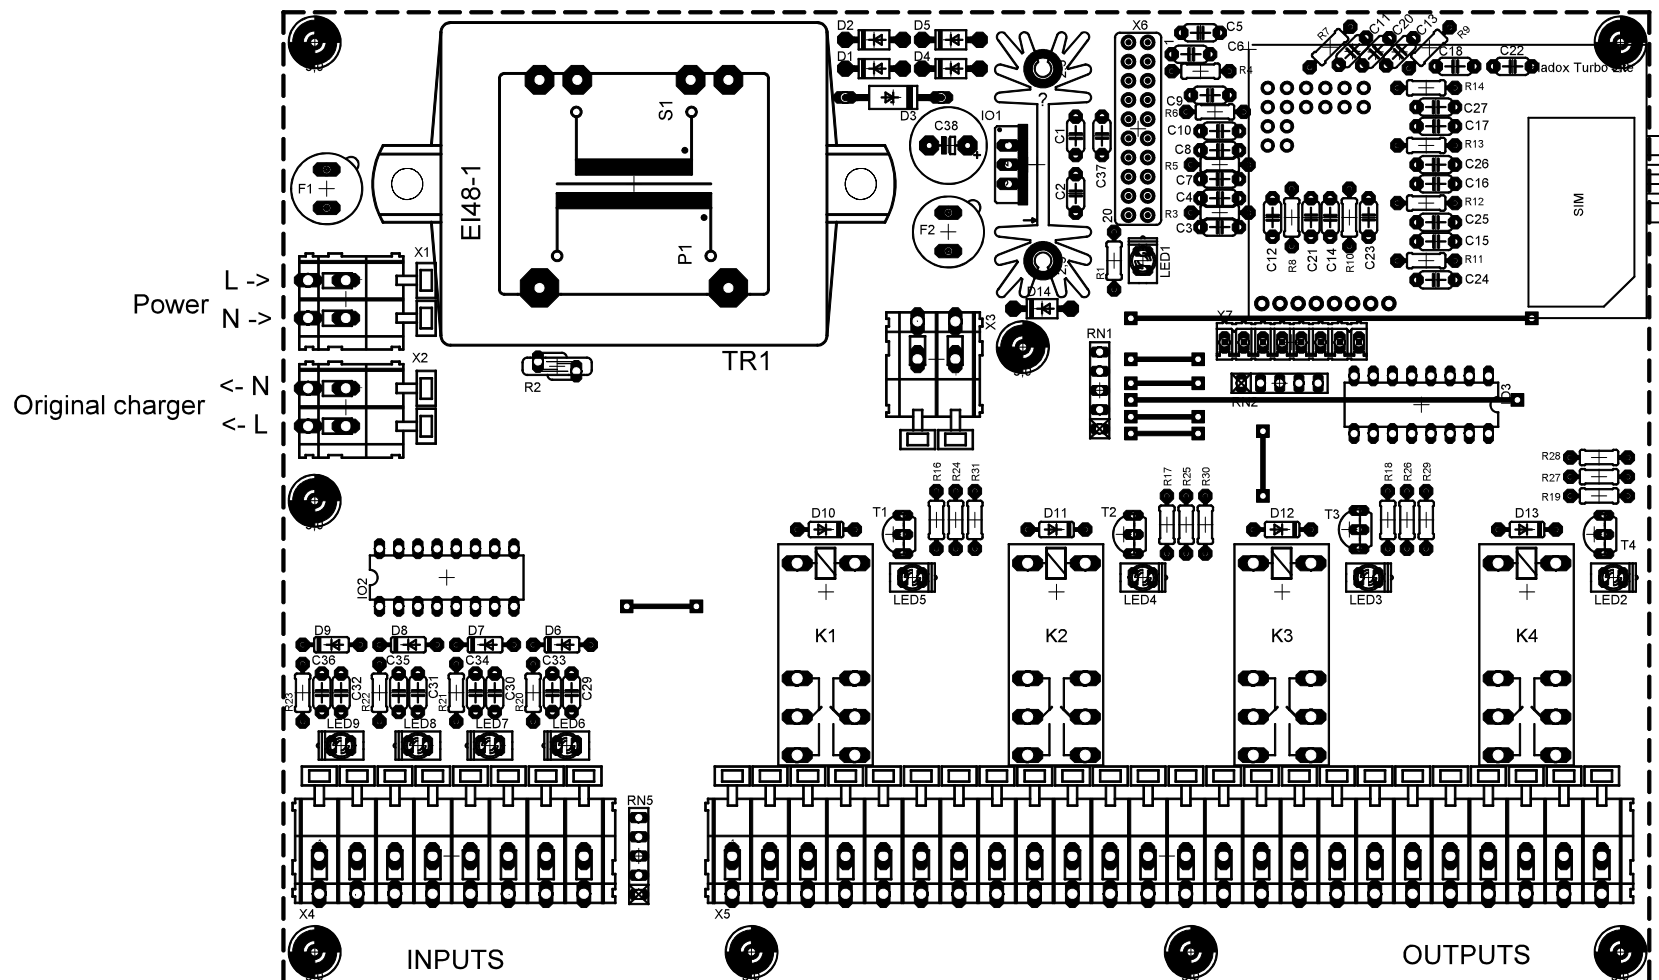 D2
D5
X6
C5
R7
C11
C20
C13
R9
1
C6
D1
D4
R4
C18
C22
Turbo
R14
D3
C38
IO1
?
C9
R6
C27
C17
S1
C1
C37
C10
C8
R13
R5
C26
EI48-1
F1
C2
C7
C4
R3
C3
C16
R12
SIM
F2
20
C25
C15
P1
R1
LED1
C12
R8
C21
C14
R10
C23
R11
C24
X1
L ->
Power
N ->
D14
X3
X7
RN1
TR1
X2
R2
<- N
Original charger
<- L
RN2
R16
R24
R31
R17
R25
R30
R18
R26
R29
R28
R27
R19
D10
T1
D11
T2
D12
T3
D13
T4
IO2
LED5
LED4
LED3
LED2
D9
D8
D7
D6
K1
K2
K3
K4
C36
C35
C34
C33
R23
C32
R22
C31
R21
C30
R20
C29
LED9
LED8
LED7
LED6
RN5
X4
X5
INPUTS
OUTPUTS